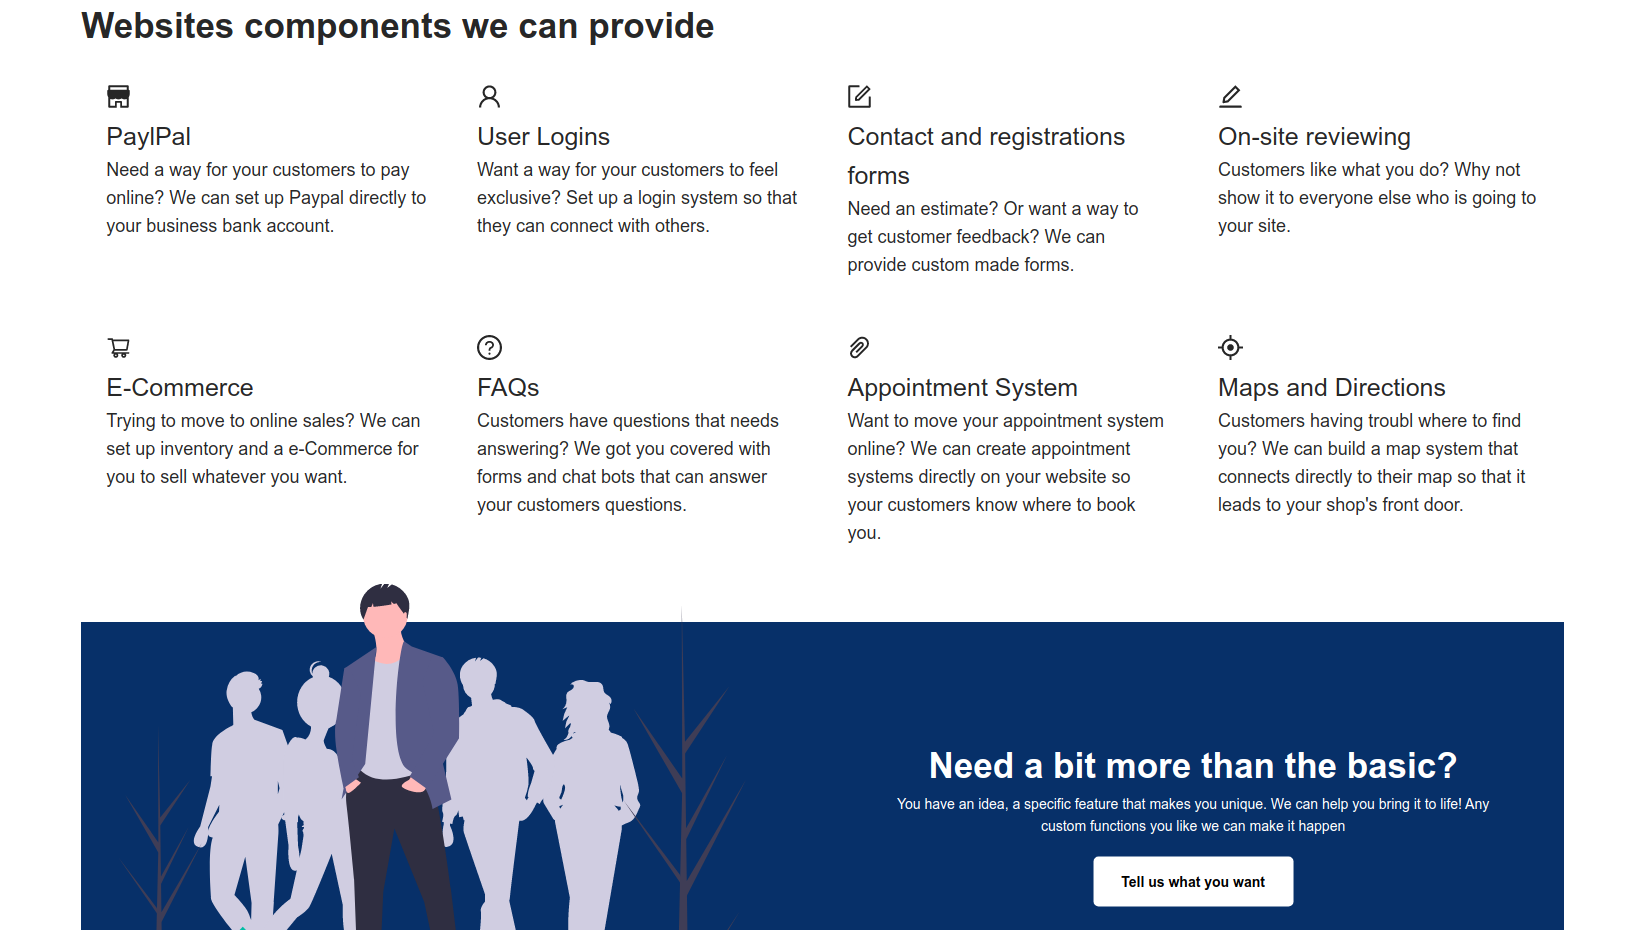 Websites components we can provide
PaylPal
Need a way for your customers to pay
online? We can set up Paypal directly to
your business bank account.
User Logins
Want a way for your customers to feel
exclusive? Set up a login system so that
they can connect with others.
Contact and registrations
forms
Need an estimate? Or want a way to
get customer feedback? We can
provide custom made forms.
On-site reviewing
Customers like what you do? Why not
show it to everyone else who is going to
your site.
E-Commerce
Trying to move to online sales? We can
set up inventory and a e-Commerce for
you to sell whatever you want.
FAQs
Customers have questions that needs
answering? We got you covered with
forms and chat bots that can answer
your customers questions.
Appointment System
Want to move your appointment system
online? We can create appointment
systems directly on your website so
your customers know where to book
you.
Maps and Directions
Customers having troubl where to find
you? We can build a map system that
connects directly to their map so that it
leads to your shop's front door.
Need a bit more than the basic?
You have an idea, a specific feature that makes you unique. We can help you bring it to life! Any
custom functions you like we can make it happen
Tell us what you want